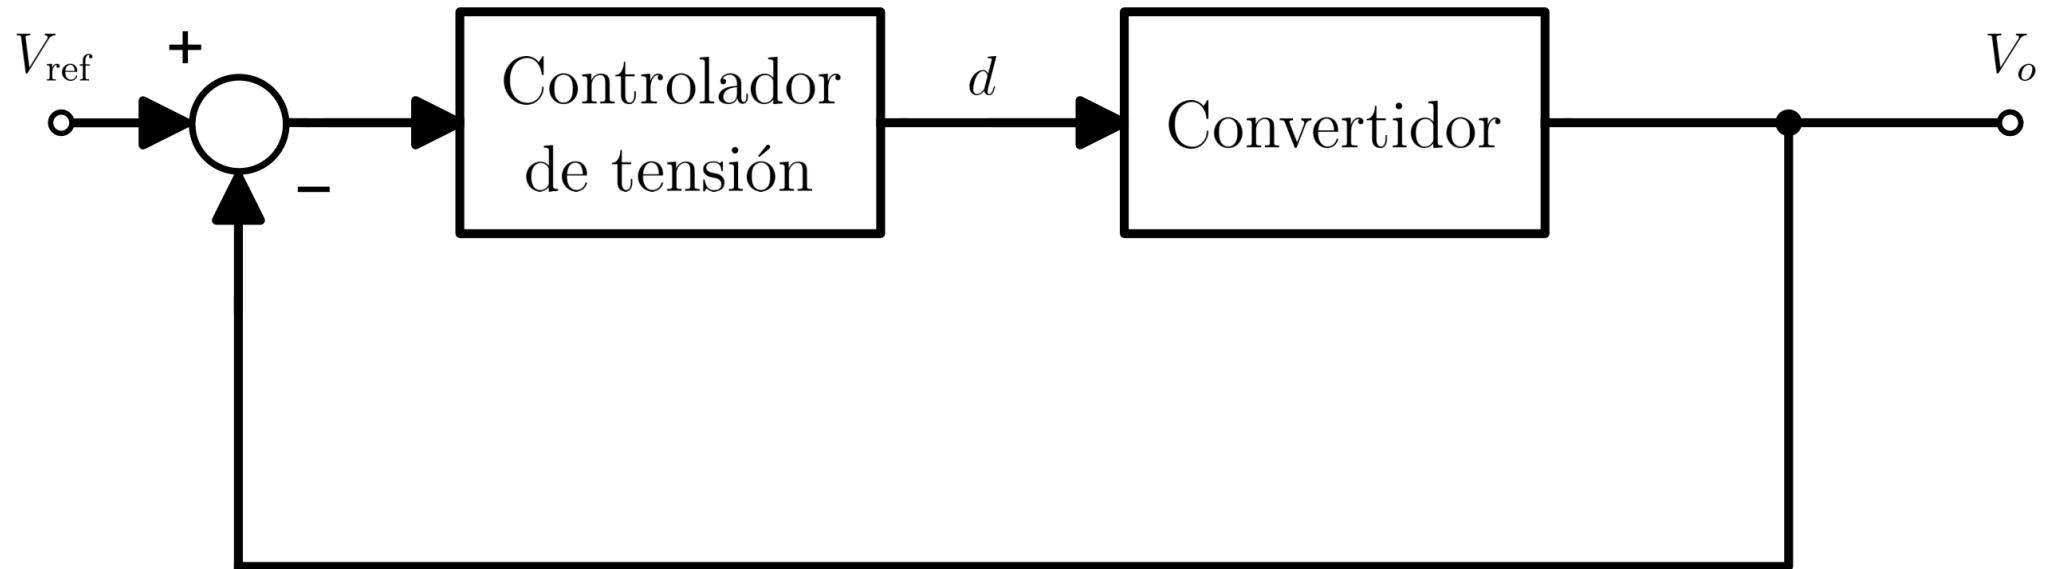 V_ref
+
−
Controlador
de tensión
d
Convertidor
V_o